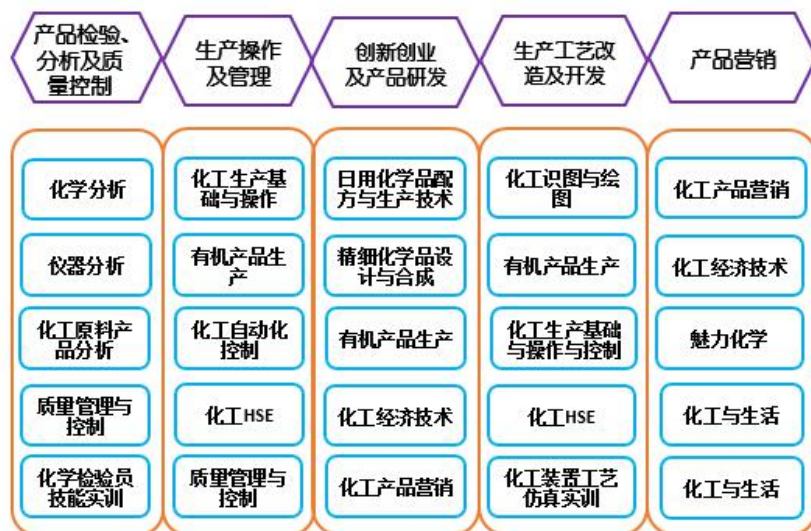 产品检验、
分析及质
量控制
生产操作
及管理
创新创业
及产品研发
生产工艺改
造及开发
产品营销
化学分析
仪器分析
化工原料产
品分析
质量管理与
控制
化学检验员
技能实训
化工生产基
础与操作
有机产品生
产
化工自动化
控制
化工HSE
质量管理与
控制
日用化学品配
方与生产技术
精细化学品设
计与合成
有机产品生产
化工经济技术
化工产品营销
化工识图与绘
图
有机产品生产
化工生产基础
与操作与控制
化工HSE
化工装置工艺
仿真实训
化工产品营销
化工经济技术
魅力化学
化工与生活
化工与生活